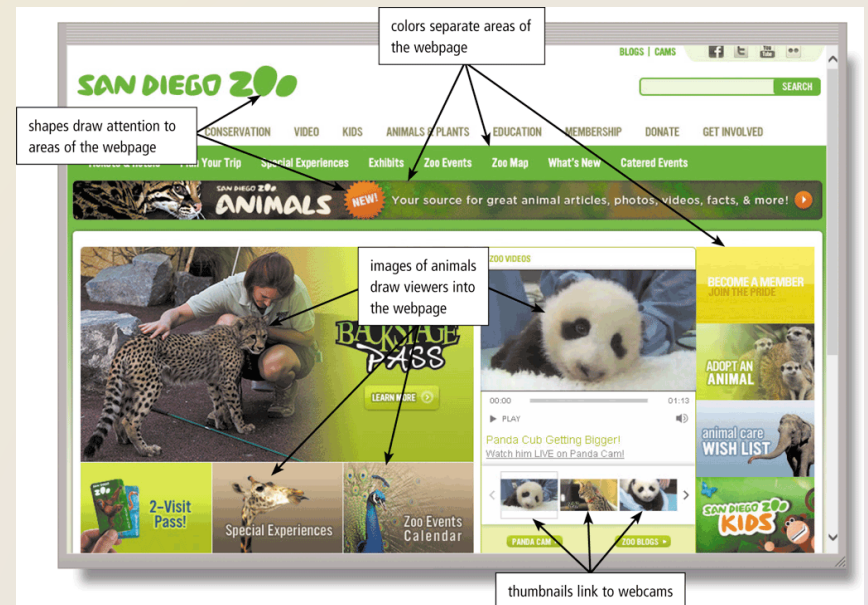 colors separate areas of
the webpage
BLOGS | CAMS
You
Tube
SAN DIEGO ZOO
SEARCH
shapes draw attention to
areas of the webpage
CONSERVATION VIDEO KIDS ANIMALS & PLANTS EDUCATION MEMBERSHIP DONATE GET INVOLVED
Your Trip Special Experiences Exhibits Zoo Events Zoo Map What's New Catered Events
SAN DIEGO ZOO
ANIMALS NEW! Your source for great animal articles, photos, videos, facts, & more!
images of animals
draw viewers into
the webpage
ZOO VIDEOS
BECOME A MEMBER
JOIN THE PRIDE
BACKSTAGE
PASS
LEARN MORE
ADOPT AN
ANIMAL
00:00 01:13
PLAY
Panda Cub Getting Bigger!
Watch him LIVE on Panda Cam!
animal care
WISH LIST
2-Visit
Pass!
Special Experiences
Zoo Events
Calendar
SAN DIEGO ZOO
KIDS
PANDA CAM ZOO BLOGS
thumbnails link to webcams